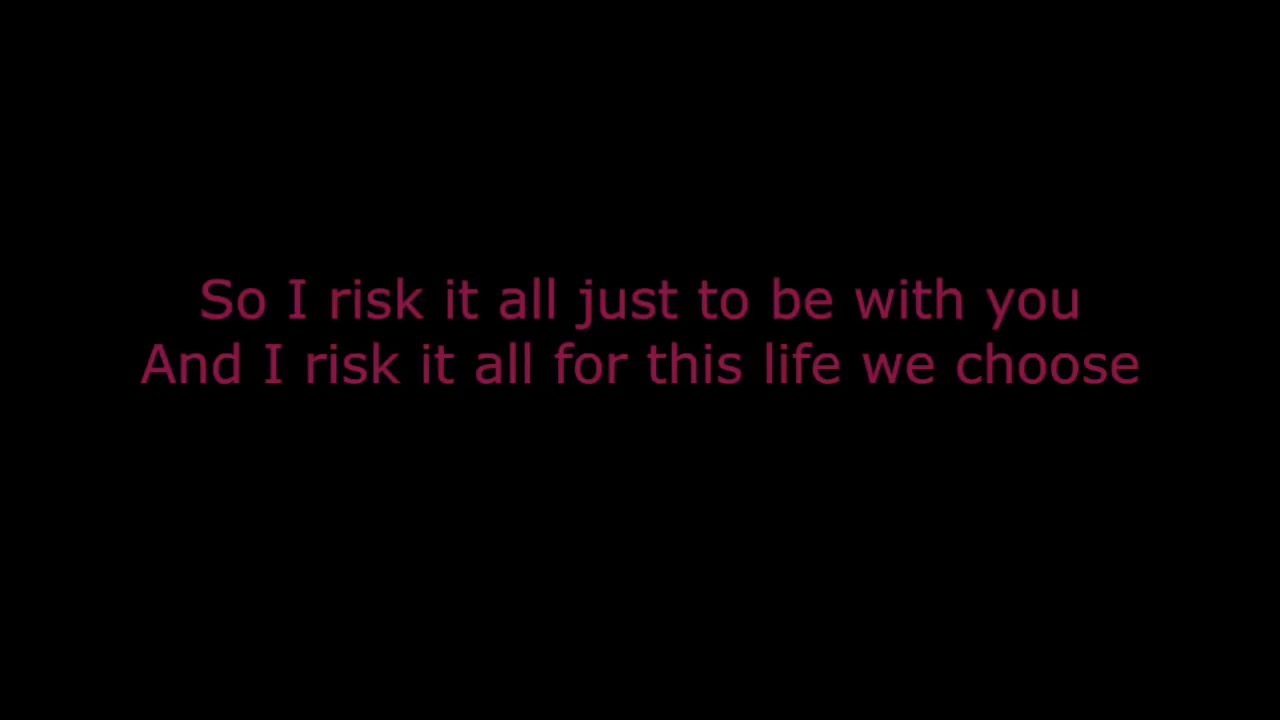 So I risk it all just to be with you
And I risk it all for this life we choose